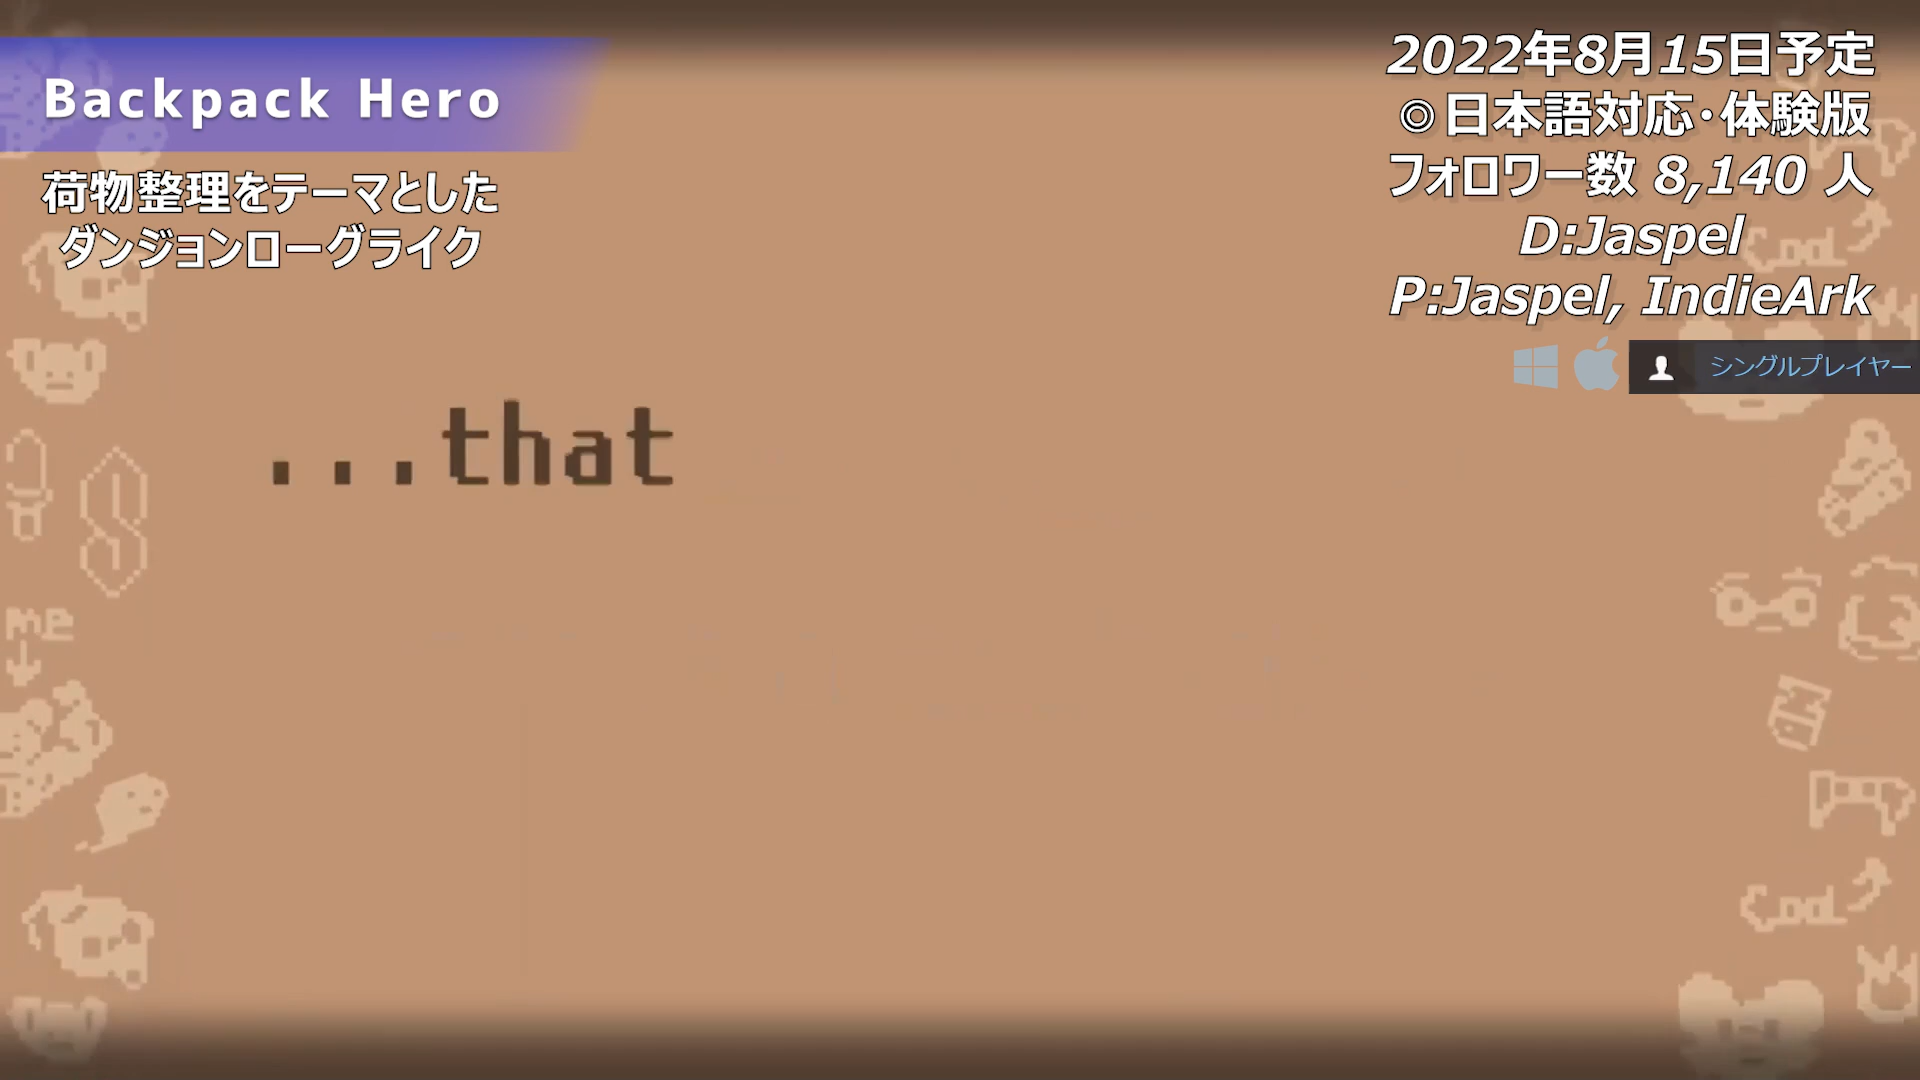 Backpack Hero
荷物整理をテーマとした
ダンジョンローグライク
2022年8月15日予定
◎日本語対応・体験版
フォロワー数 8,140 人
D:Jaspel
P:Jaspel, IndieArk
シングルプレイヤー
...that
Cool
me
Cool